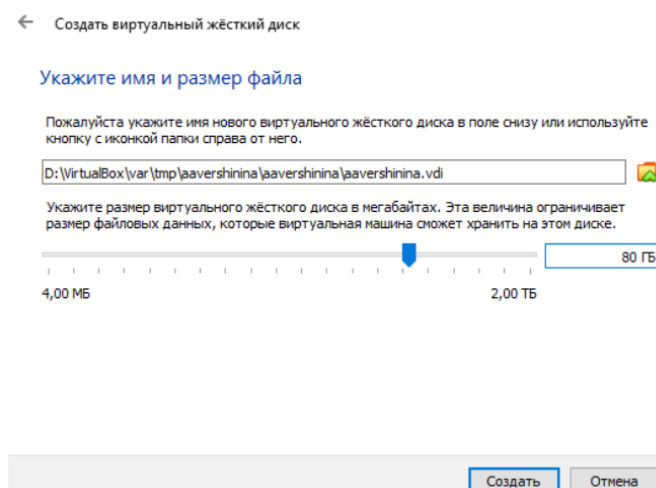 Создать виртуальный жёсткий диск
Укажите имя и размер файла
Пожалуйста укажите имя нового виртуального жёсткого диска в поле снизу или используйте
кнопку с иконкой папки справа от него.
D:\VirtualBox\var\tmp\aavershinina\aavershinina\aavershinina.vdi
Укажите размер виртуального жёсткого диска в мегабайтах. Эта величина ограничивает
размер файловых данных, которые виртуальная машина сможет хранить на этом диске.
80 ГБ
4,00 МБ 2,00 ТБ
Создать Отмена